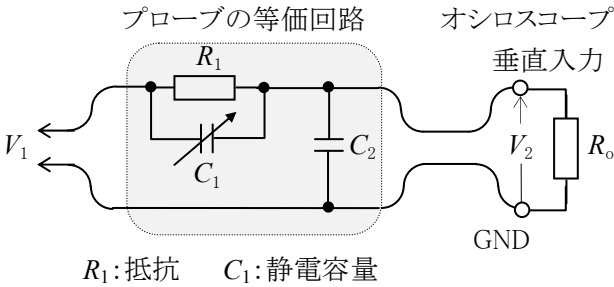 プローブの等価回路
オシロスコープ
垂直入力
R₁
C₁
C₂
V₁
V₂
Rₒ
GND
R₁:抵抗 C₁:静電容量